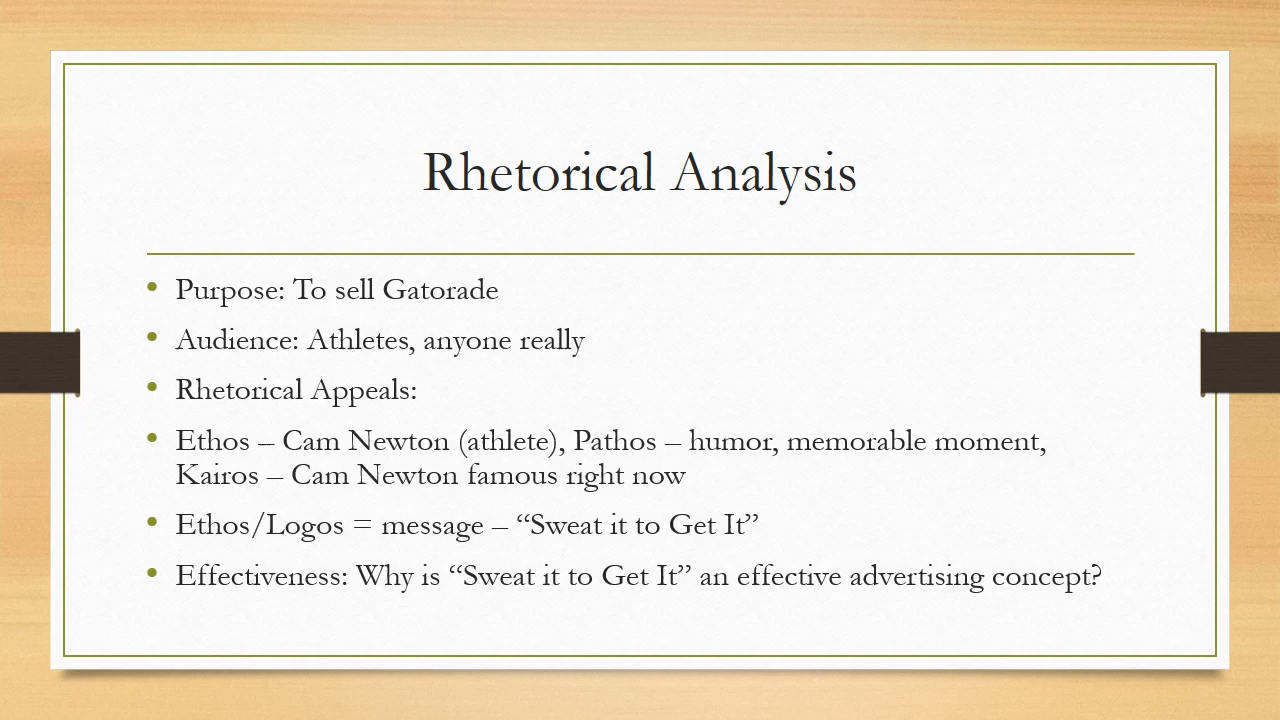 Rhetorical Analysis
• Purpose: To sell Gatorade
• Audience: Athletes, anyone really
• Rhetorical Appeals:
• Ethos – Cam Newton (athlete), Pathos – humor, memorable moment,
Kairos – Cam Newton famous right now
• Ethos/Logos = message – “Sweat it to Get It”
• Effectiveness: Why is “Sweat it to Get It” an effective advertising concept?